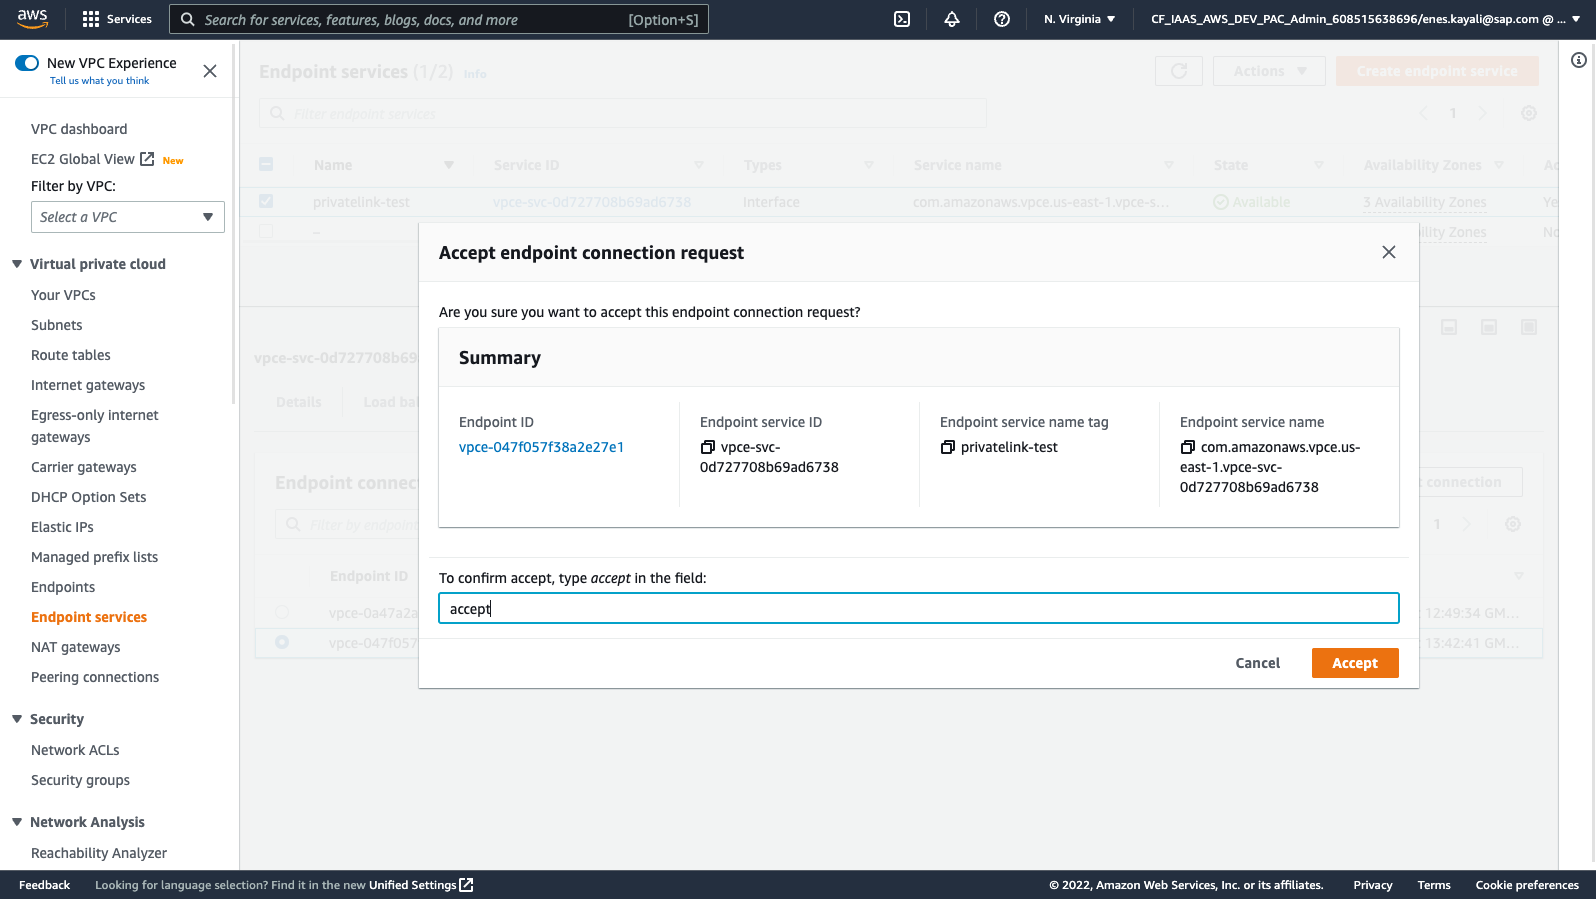 aws
Services
Search for services, features, blogs, docs, and more
[Option+S]
N. Virginia
CF_IAAS_AWS_DEV_PAC_Admin_608515638696/enes.kayali@sap.com @ ...
New VPC Experience
Tell us what you think
VPC dashboard
EC2 Global View New
Filter by VPC:
Select a VPC
Virtual private cloud
Your VPCs
Subnets
Route tables
Internet gateways
Egress-only internet
gateways
Carrier gateways
DHCP Option Sets
Elastic IPs
Managed prefix lists
Endpoints
Endpoint services
NAT gateways
Peering connections
Security
Network ACLs
Security groups
Network Analysis
Reachability Analyzer
Endpoint services (1/2) Info
Actions
Create endpoint service
Filter endpoint services
1
Name Service ID Types Service name State Availability Zones Ac
privatelink-test vpce-svc-0d727708b69ad6738 Interface com.amazonaws.vpce.us-east-1.vpce-s... Available 3 Availability Zones Ye
– bility Zones No
vpce-svc-0d727708b69
Details Load bal
Endpoint connec
t connection
Filter by endpoint
1
Endpoint ID
vpce-0a47a2a 12:49:34 GM...
vpce-047f057 13:42:41 GM...
Accept endpoint connection request
Are you sure you want to accept this endpoint connection request?
Summary
Endpoint ID
vpce-047f057f38a2e27e1
Endpoint service ID
vpce-svc-
0d727708b69ad6738
Endpoint service name tag
privatelink-test
Endpoint service name
com.amazonaws.vpce.us-
east-1.vpce-svc-
0d727708b69ad6738
To confirm accept, type accept in the field:
accept
Cancel
Accept
Feedback
Looking for language selection? Find it in the new Unified Settings
© 2022, Amazon Web Services, Inc. or its affiliates.
Privacy
Terms
Cookie preferences